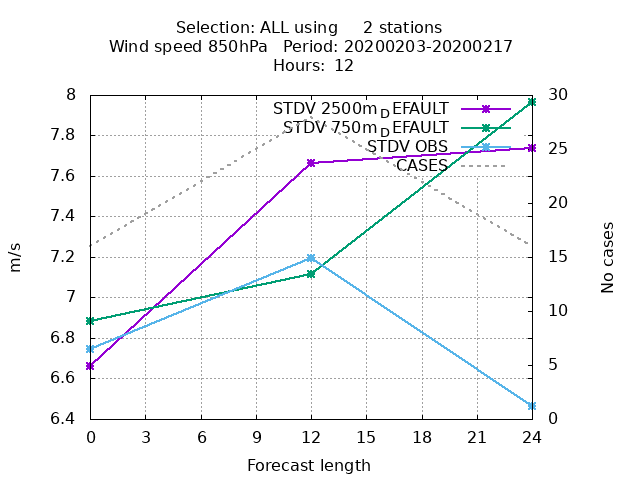 Selection: ALL using     2 stations
Wind speed 850hPa   Period: 20200203-20200217
Hours: 12
STDV 2500m_DEFAULT
STDV 750m_DEFAULT
STDV OBS
CASES
8
7.8
7.6
7.4
7.2
7
6.8
6.6
6.4
m/s
30
25
20
15
10
5
0
No cases
0 3 6 9 12 15 18 21 24
Forecast length